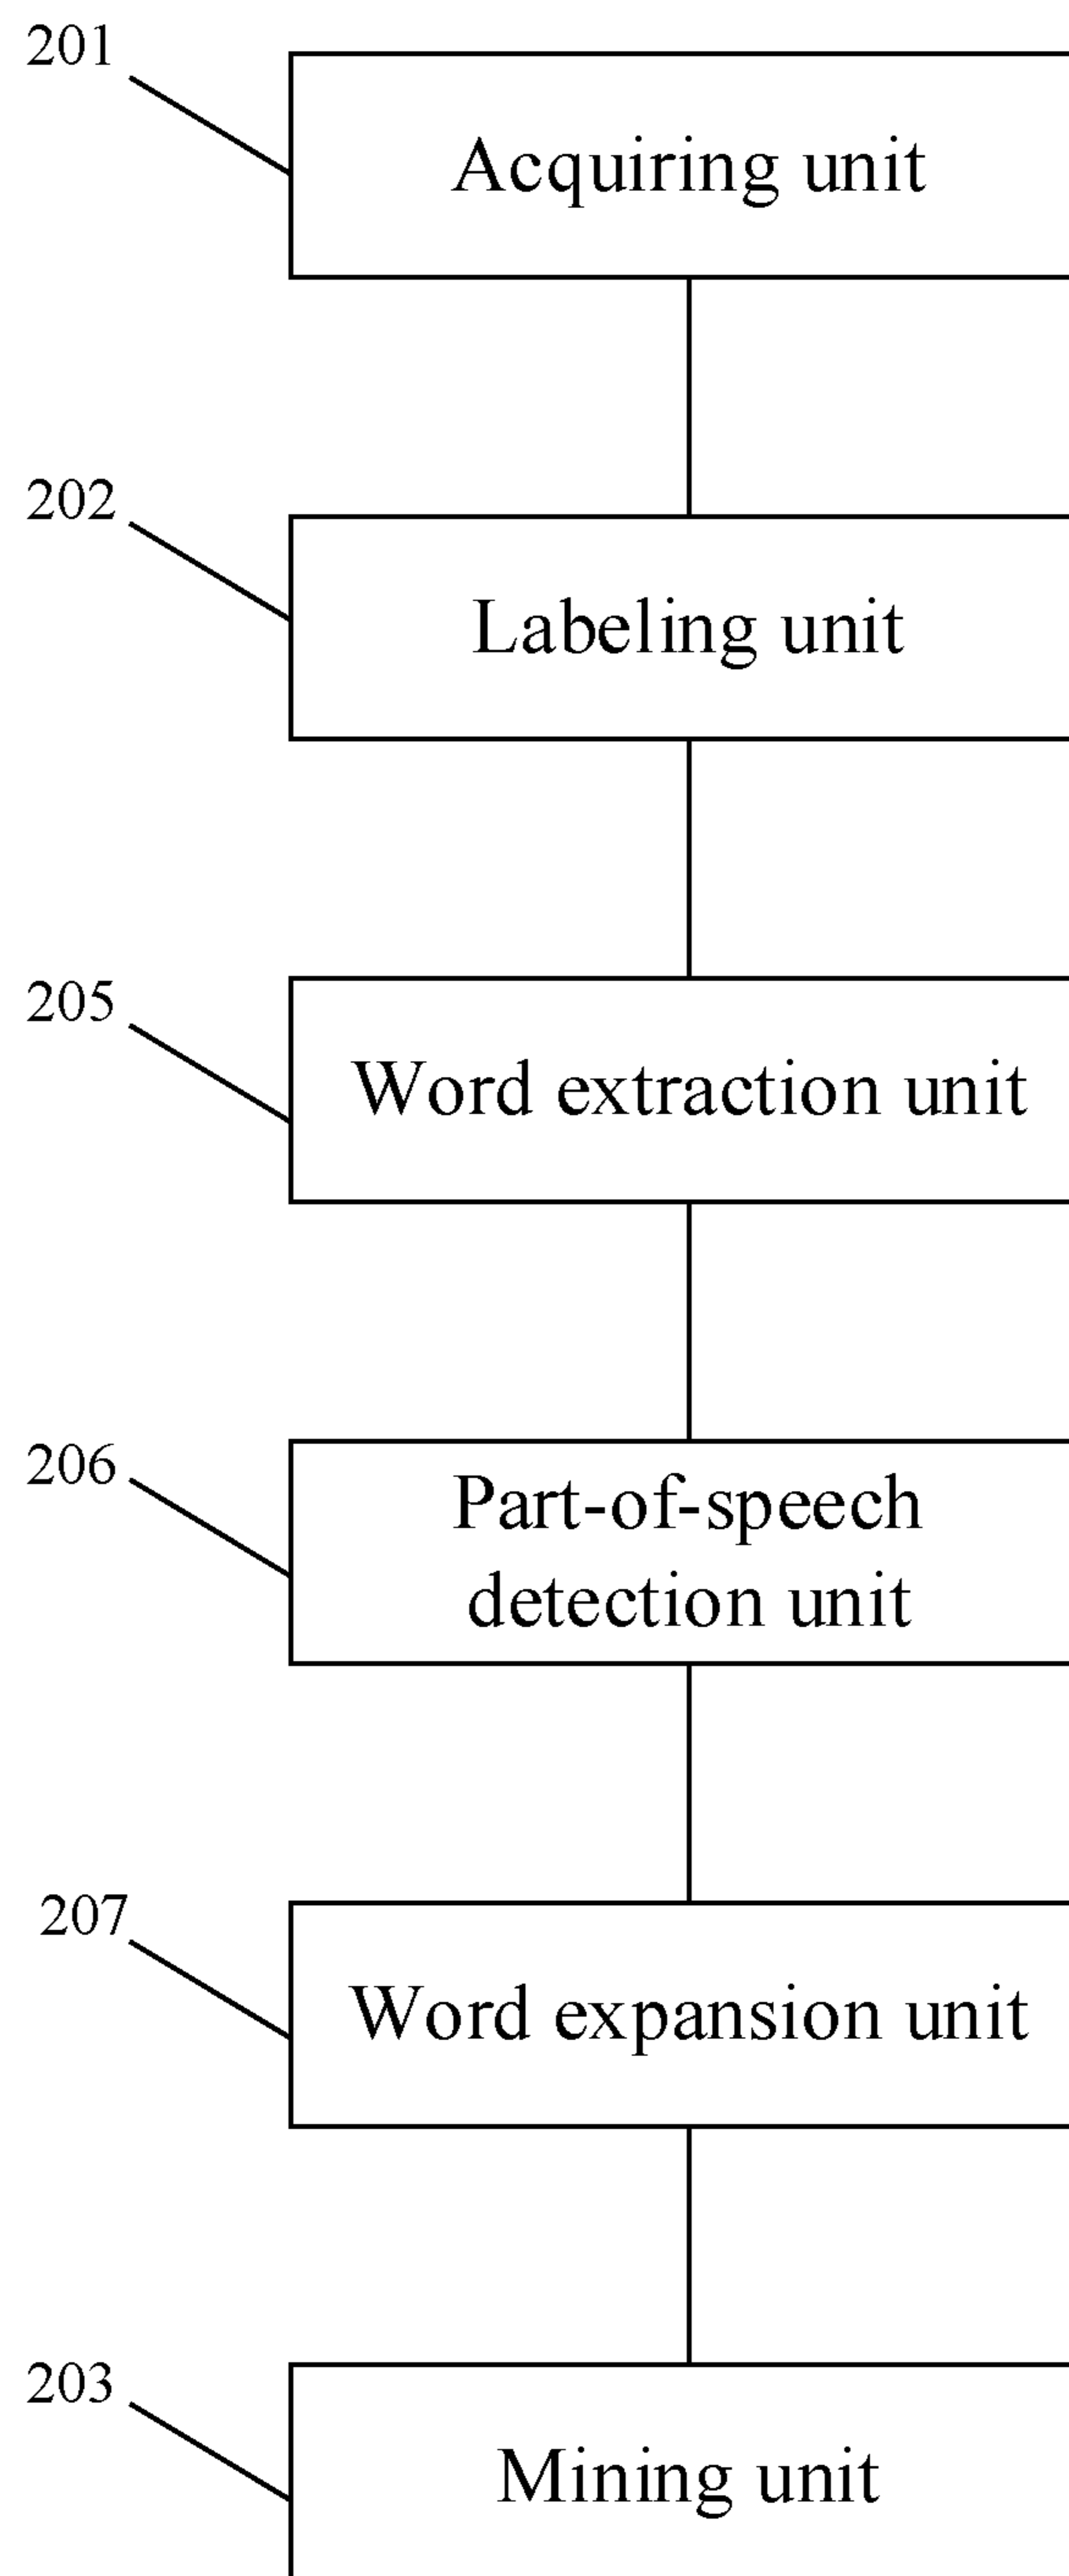 201
Acquiring unit
202
Labeling unit
205
Word extraction unit
206
Part-of-speech
detection unit
207
Word expansion unit
203
Mining unit